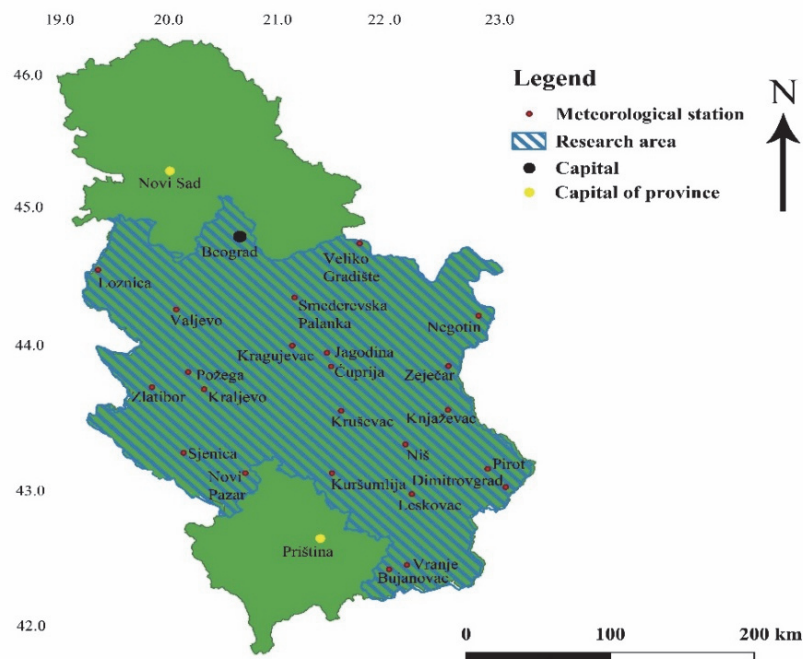 19.0 20.0 21.0 22.0 23.0
46.0
45.0
44.0
43.0
42.0
Legend
Meteorological station
Research area
Capital
Capital of province
N
Novi Sad
Beograd
Veliko
Gradište
Loznica
Smederevska
Palanka
Valjevo
Negotin
Kragujevac
Jagodina
Ćuprija
Zeječar
Požega
Zlatibor
Kraljevo
Kruševac
Knjaževac
Niš
Sjenica
Novi
Pazar
Kuršumlija
Dimitrovgrad
Pirot
Leskovac
Priština
Vranje
Bujanovac
0 100 200 km